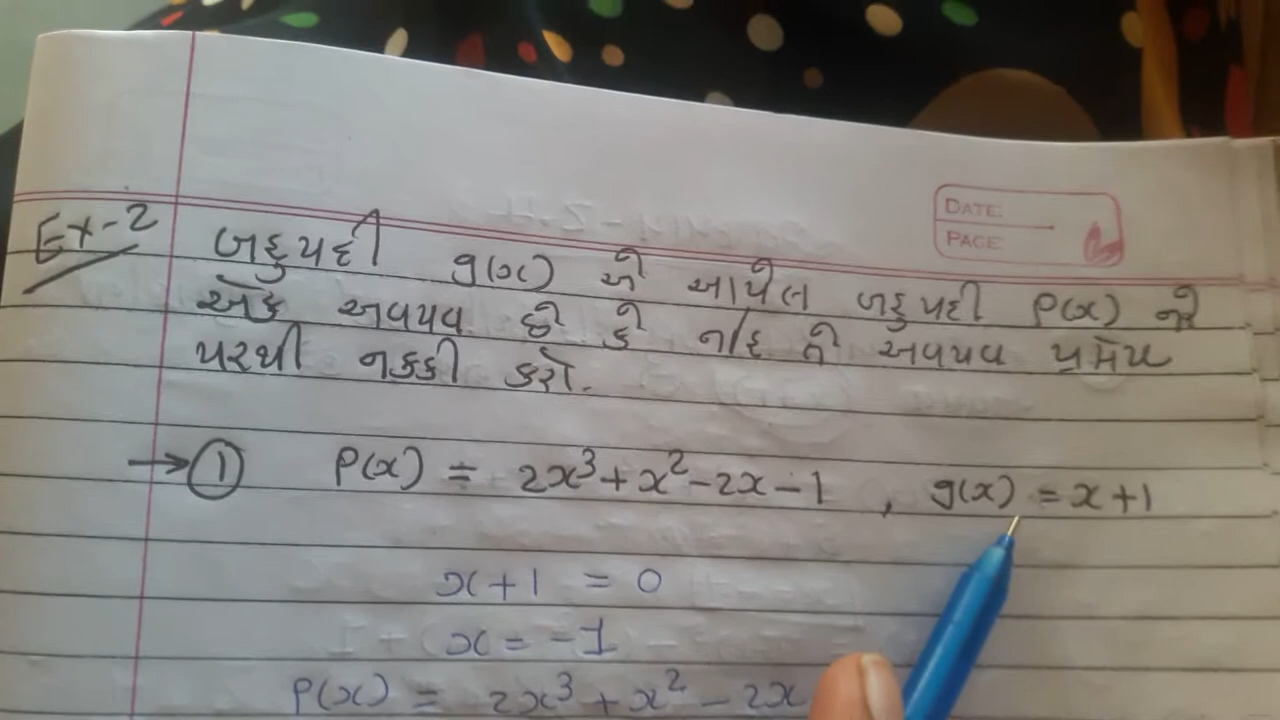 DATE:
PAGE:
Ex-2 બહુપદી g(x) એ આપેલ બહુપદી p(x) નો
એક અવયવ છે કે નહિ તે અવયવ પ્રમેય
પરથી નક્કી કરો.
→ ① P(x) = 2x³+x²-2x-1 , g(x) = x+1
x+1 = 0
x = -1
P(x) = 2x³ + x² - 2x